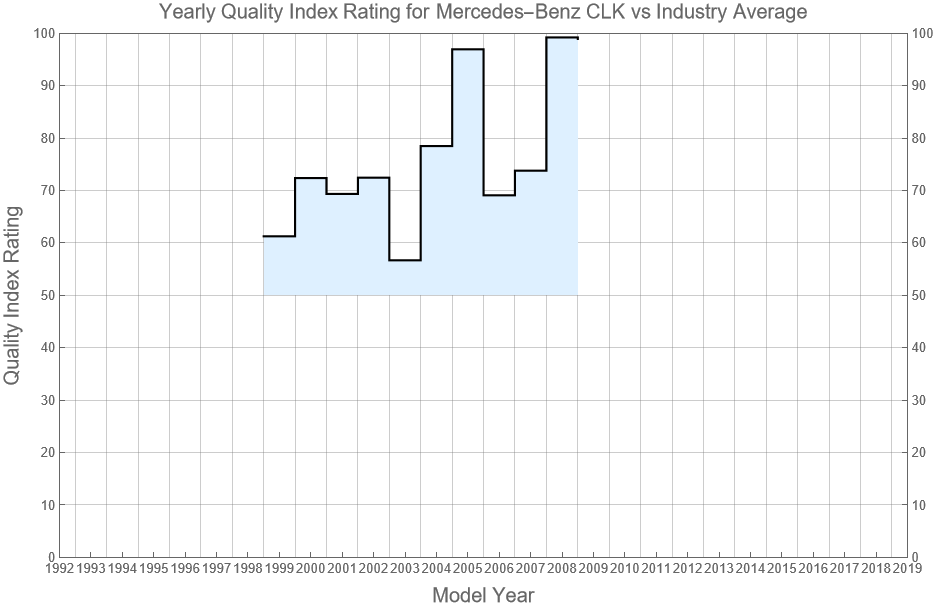 Yearly Quality Index Rating for Mercedes–Benz CLK vs Industry Average
100 100
90 90
80 80
70 70
60 60
50 50
40 40
30 30
20 20
10 10
0 0
Quality Index Rating
1992 1993 1994 1995 1996 1997 1998 1999 2000 2001 2002 2003 2004 2005 2006 2007 2008 2009 2010 2011 2012 2013 2014 2015 2016 2017 2018 2019
Model Year